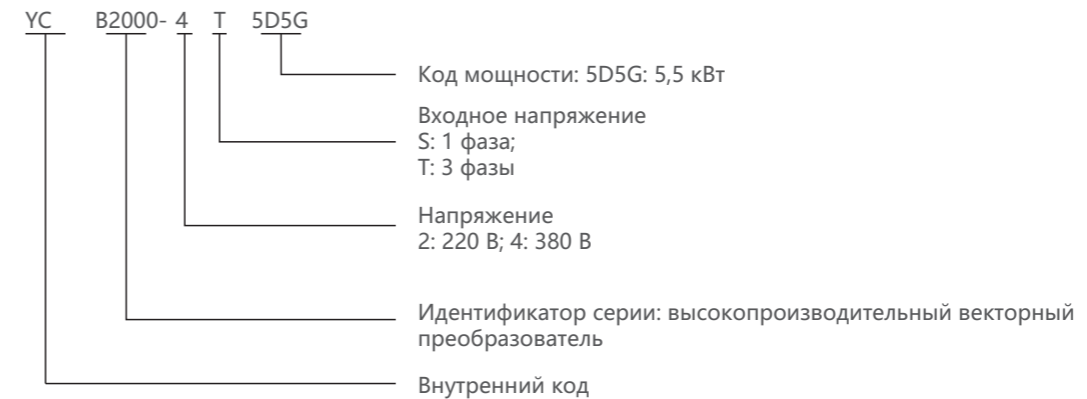 YC B2000- 4 T 5D5G
Код мощности: 5D5G: 5,5 кВт
Входное напряжение
S: 1 фаза;
T: 3 фазы
Напряжение
2: 220 В; 4: 380 В
Идентификатор серии: высокопроизводительный векторный
преобразователь
Внутренний код